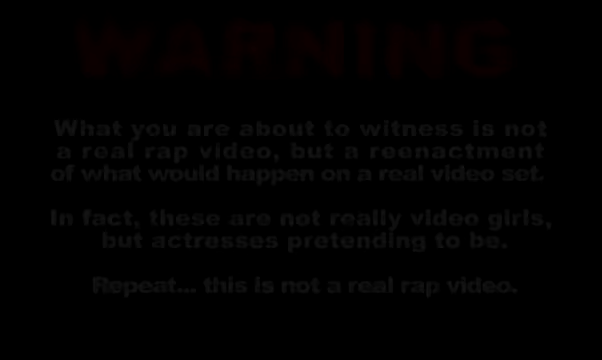 WARNING
What you are about to witness is not
a real rap video, but a reenactment
of what would happen on a real video set.
In fact, these are not really video girls,
but actresses pretending to be.
Repeat... this is not a real rap video.